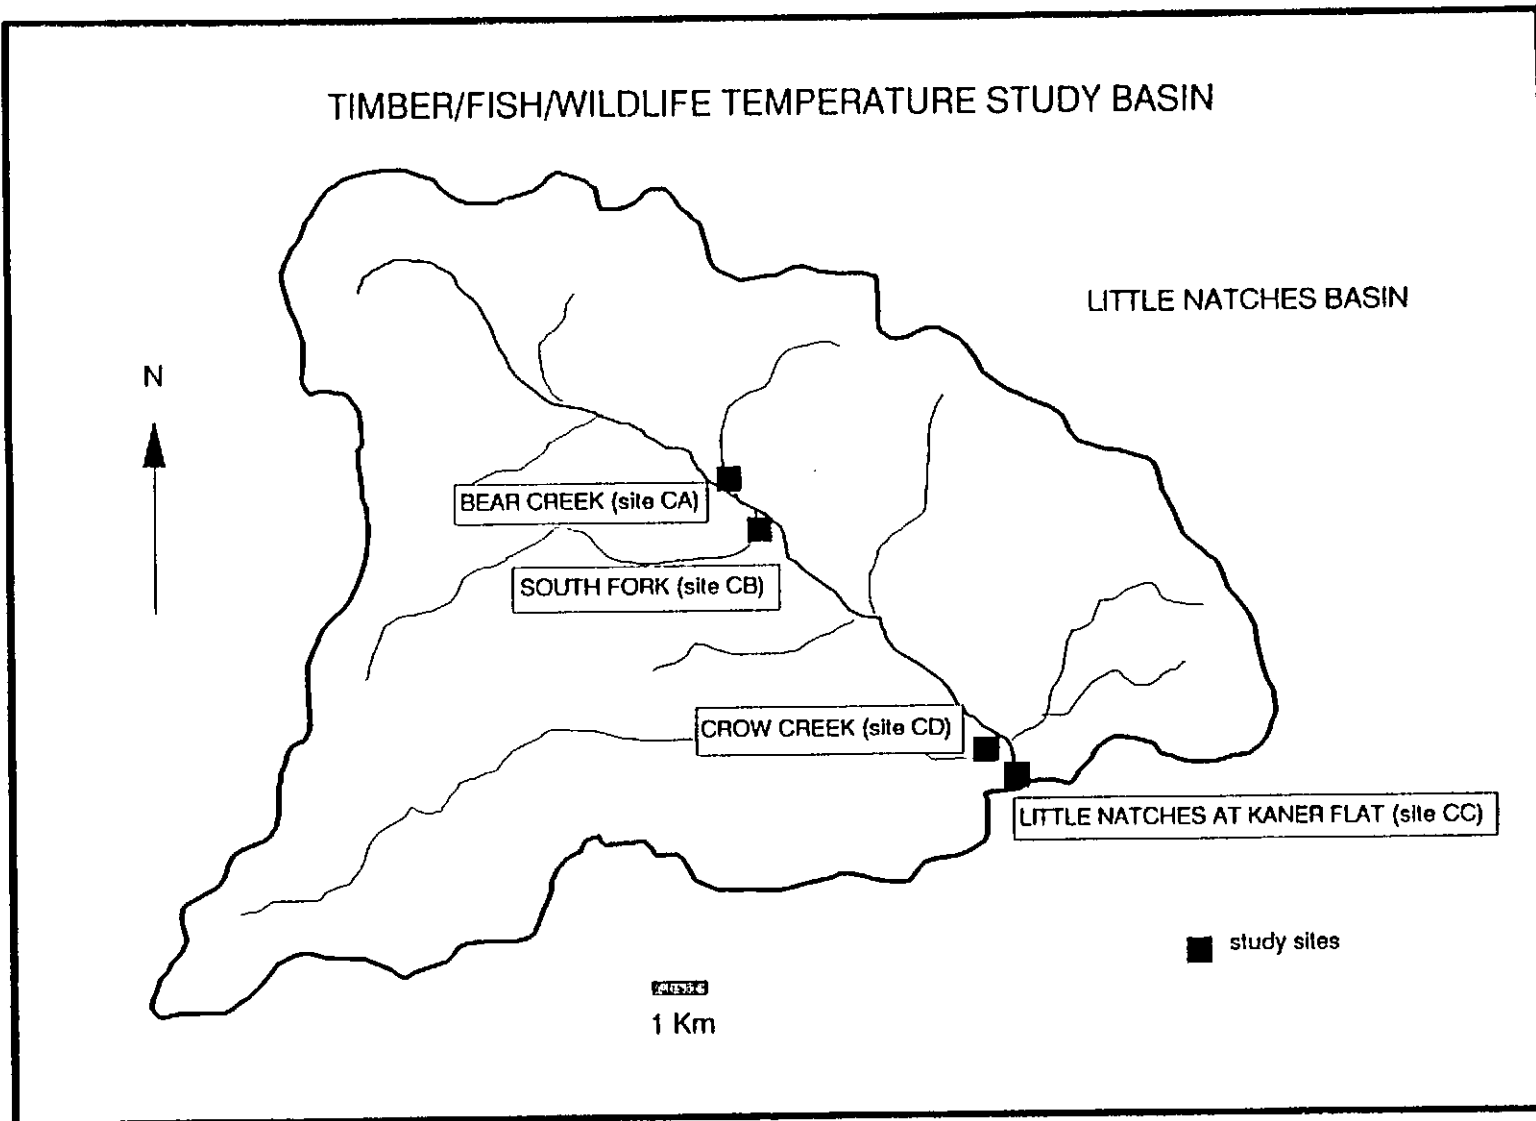 TIMBER/FISH/WILDLIFE TEMPERATURE STUDY BASIN
LITTLE NATCHES BASIN
N
BEAR CREEK (site CA)
SOUTH FORK (site CB)
CROW CREEK (site CD)
LITTLE NATCHES AT KANER FLAT (site CC)
study sites
1 Km